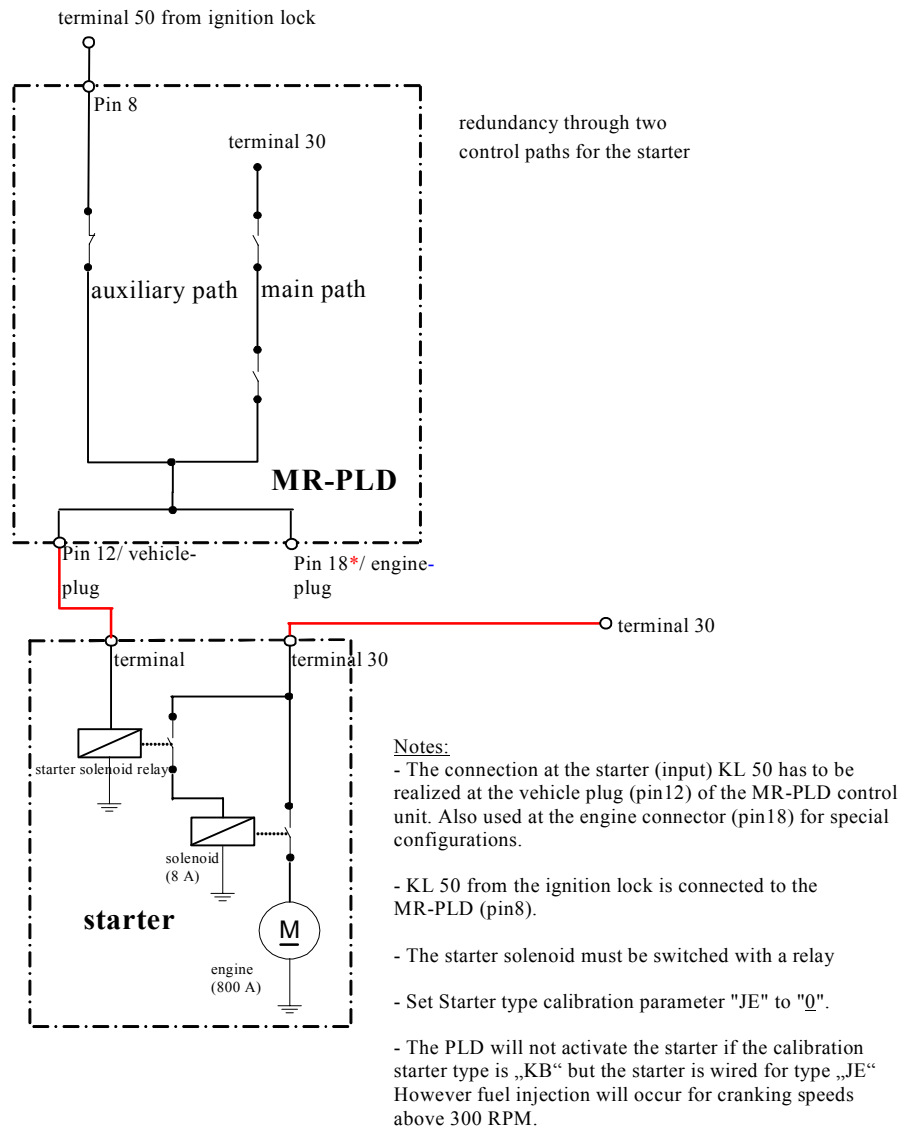 terminal 50 from ignition lock
Pin 8
redundancy through two
control paths for the starter
terminal 30
auxiliary path
main path
MR-PLD
Pin 12/ vehicle-
plug
Pin 18*/ engine-
plug
terminal 30
terminal
terminal 30
starter solenoid relay
solenoid
(8 A)
starter
M
engine
(800 A)
Notes:
- The connection at the starter (input) KL 50 has to be
realized at the vehicle plug (pin12) of the MR-PLD control
unit. Also used at the engine connector (pin18) for special
configurations.
- KL 50 from the ignition lock is connected to the
MR-PLD (pin8).
- The starter solenoid must be switched with a relay
- Set Starter type calibration parameter "JE" to "0".
- The PLD will not activate the starter if the calibration
starter type is „KB“ but the starter is wired for type „JE“
However fuel injection will occur for cranking speeds
above 300 RPM.